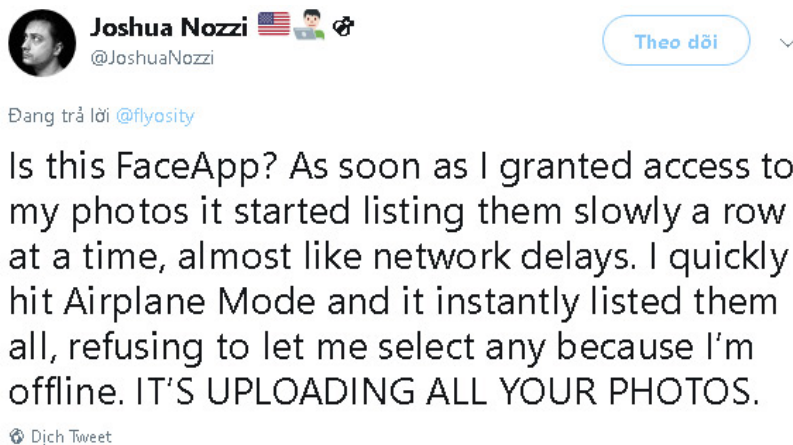 Joshua Nozzi 🇺🇸👨🏻‍💻⚣
@JoshuaNozzi
Theo dõi
Đang trả lời @flyosity
Is this FaceApp? As soon as I granted access to
my photos it started listing them slowly a row
at a time, almost like network delays. I quickly
hit Airplane Mode and it instantly listed them
all, refusing to let me select any because I’m
offline. IT’S UPLOADING ALL YOUR PHOTOS.
Dịch Tweet